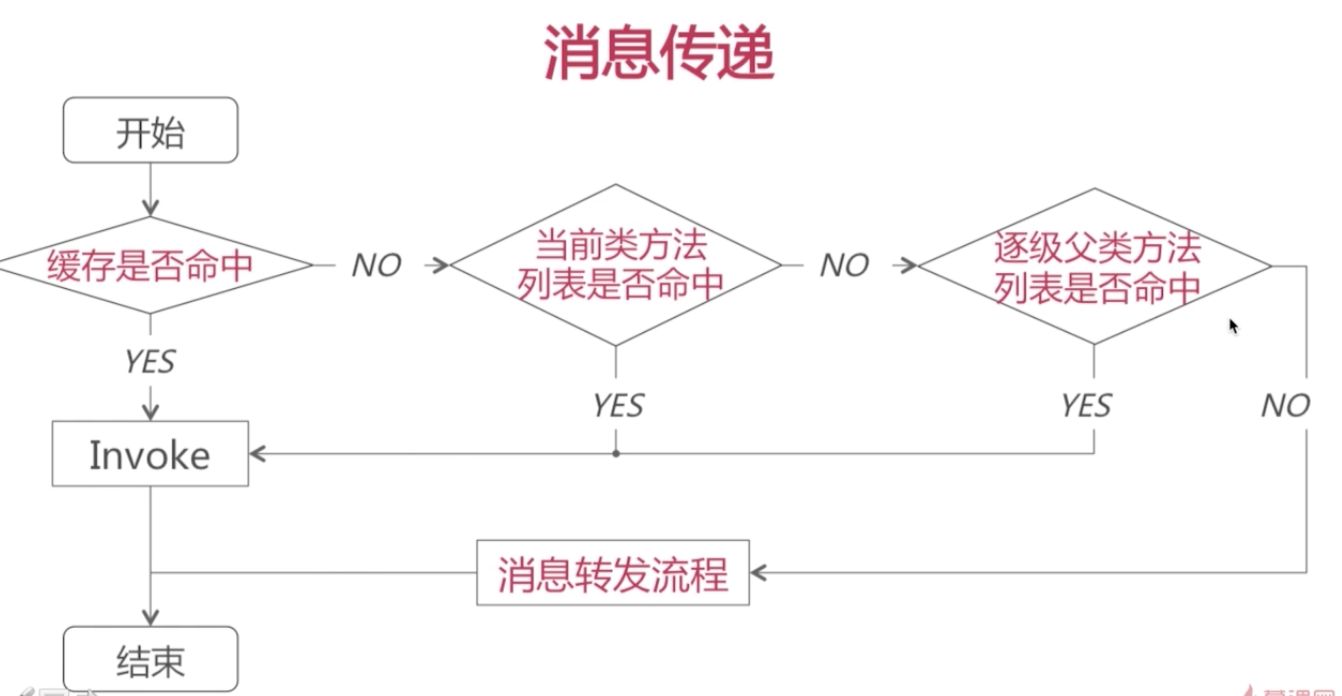 消息传递
开始
缓存是否命中
NO
当前类方法
列表是否命中
NO
逐级父类方法
列表是否命中
YES
YES
YES
NO
Invoke
消息转发流程
结束